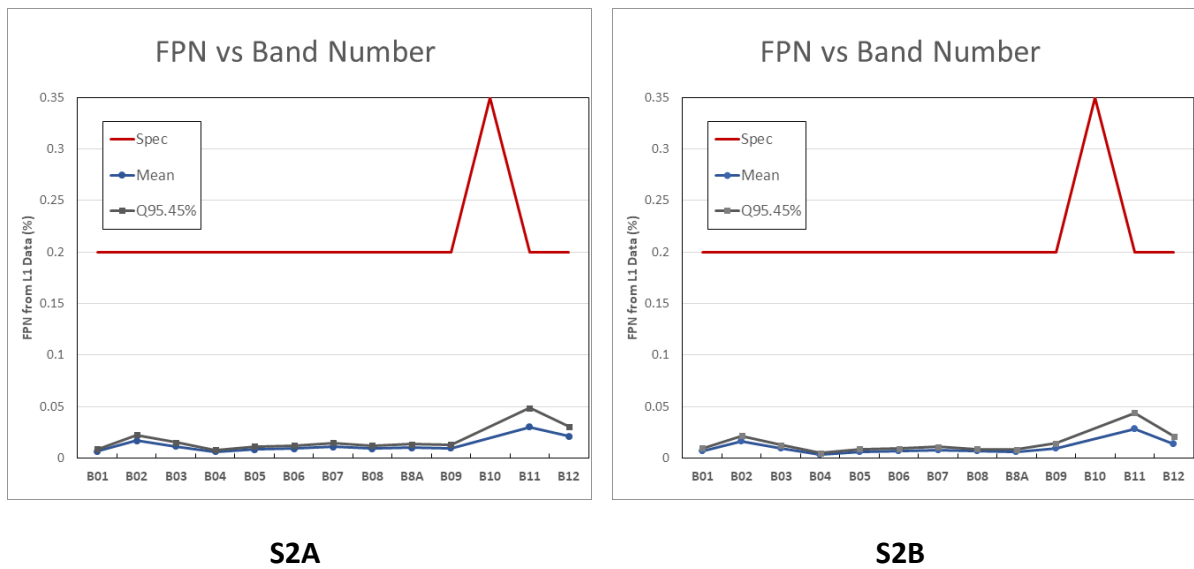 FPN vs Band Number
FPN from L1 Data (%)
0.35
0.3
0.25
0.2
0.15
0.1
0.05
0
Spec
Mean
Q95.45%
B01 B02 B03 B04 B05 B06 B07 B08 B8A B09 B10 B11 B12
S2A
FPN vs Band Number
FPN from L1 Data (%)
0.35
0.3
0.25
0.2
0.15
0.1
0.05
0
Spec
Mean
Q95.45%
B01 B02 B03 B04 B05 B06 B07 B08 B8A B09 B10 B11 B12
S2B